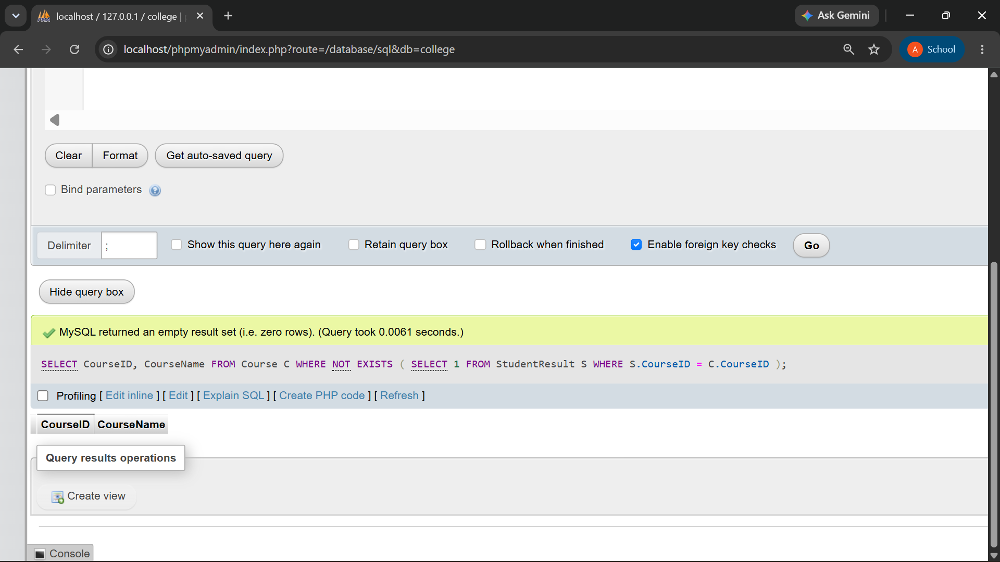 localhost / 127.0.0.1 / college |
Ask Gemini
localhost/phpmyadmin/index.php?route=/database/sql&db=college
A School
Clear Format Get auto-saved query
Bind parameters
Delimiter ; Show this query here again Retain query box Rollback when finished Enable foreign key checks Go
Hide query box
MySQL returned an empty result set (i.e. zero rows). (Query took 0.0061 seconds.)
SELECT CourseID, CourseName FROM Course C WHERE NOT EXISTS ( SELECT 1 FROM StudentResult S WHERE S.CourseID = C.CourseID );
Profiling [ Edit inline ] [ Edit ] [ Explain SQL ] [ Create PHP code ] [ Refresh ]
CourseID CourseName
Query results operations
Create view
Console